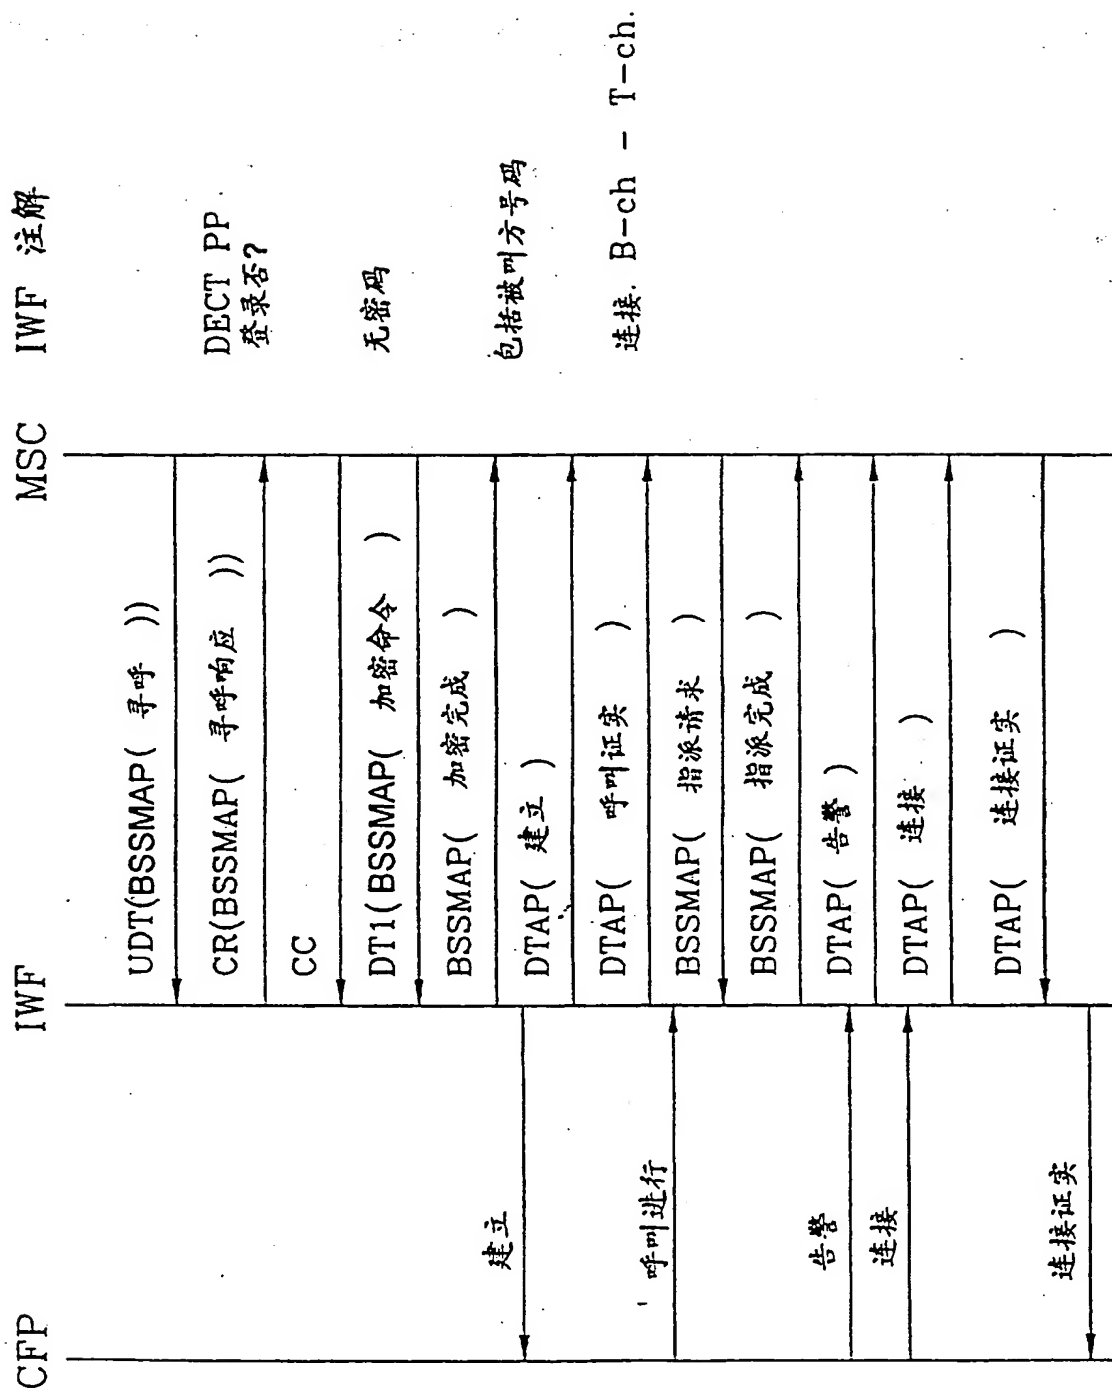 CFP
IWF
MSC
IWF 注解
UDT(BSSMAP( 寻呼 ))
CR(BSSMAP( 寻呼响应 ))
DECT PP
登录否?
CC
DT1(BSSMAP( 加密命令 )
无密码
BSSMAP( 加密完成 )
建立
DTAP( 建立 )
包括被叫方号码
DTAP( 呼叫证实 )
连接. B-ch - T-ch.
呼叫进行
BSSMAP( 指派请求 )
BSSMAP( 指派完成 )
告警
DTAP( 告警 )
连接
DTAP( 连接 )
DTAP( 连接证实 )
连接证实